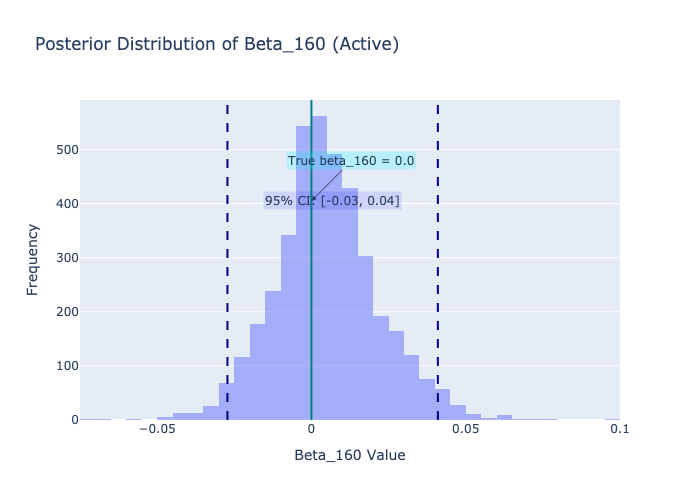 Posterior Distribution of Beta_160 (Active)
Frequency
500
400
300
200
100
0
True beta_160 = 0.0
95% CI: [-0.03, 0.04]
−0.05
0
0.05
0.1
Beta_160 Value